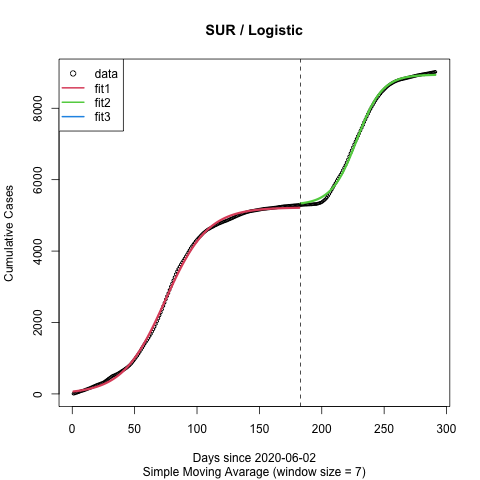 SUR / Logistic
data
fit1
fit2
fit3
Cumulative Cases
0
2000
4000
6000
8000
0 50 100 150 200 250 300
Days since 2020-06-02
Simple Moving Avarage (window size = 7)